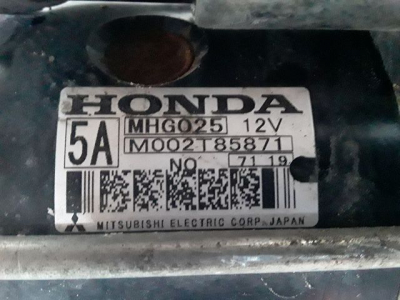 HONDA
5A MHG025 12V
M002T85871
NO 71 19
MITSUBISHI ELECTRIC CORP. JAPAN